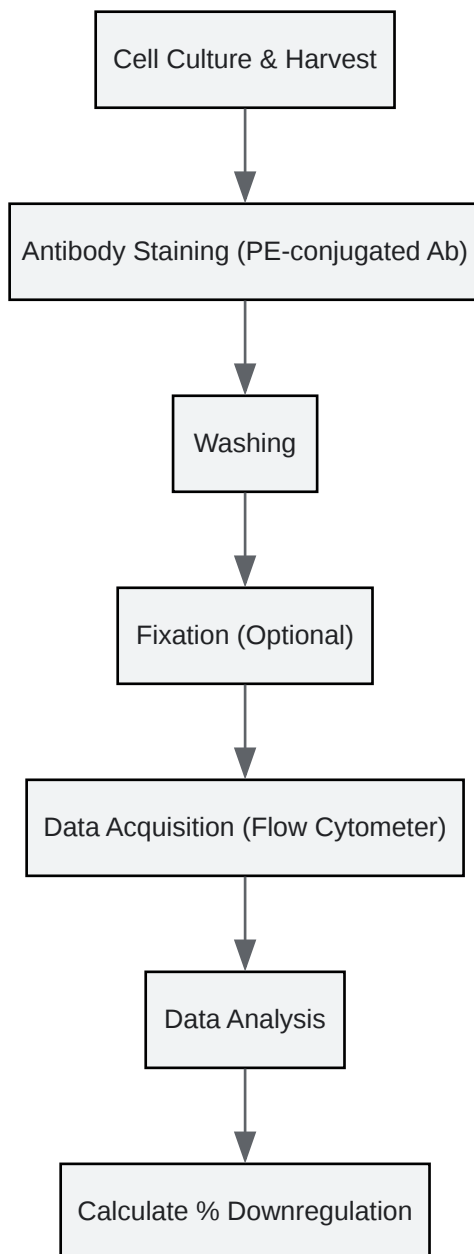 Cell Culture & Harvest
Antibody Staining (PE-conjugated Ab)
Washing
Fixation (Optional)
Data Acquisition (Flow Cytometer)
Data Analysis
Calculate % Downregulation